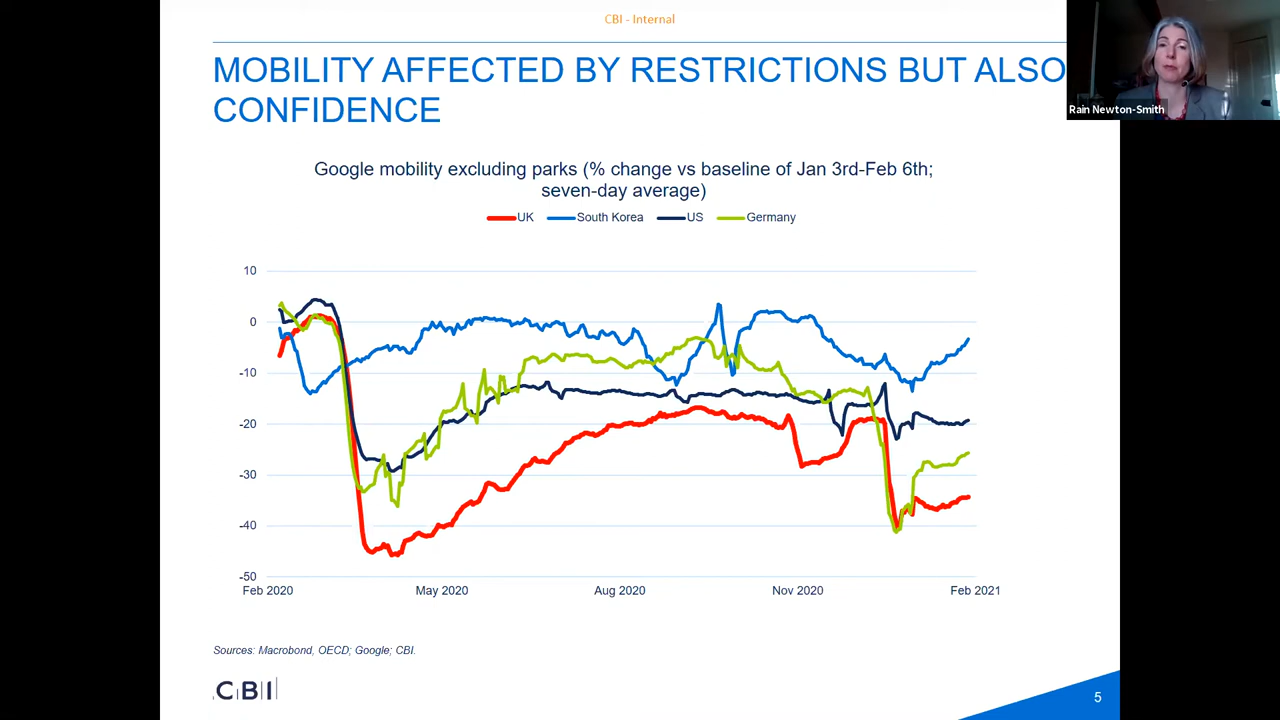 CBI - Internal
MOBILITY AFFECTED BY RESTRICTIONS BUT ALSO
CONFIDENCE
Rain Newton-Smith
Google mobility excluding parks (% change vs baseline of Jan 3rd-Feb 6th;
seven-day average)
UK South Korea US Germany
10
0
-10
-20
-30
-40
-50
Feb 2020 May 2020 Aug 2020 Nov 2020 Feb 2021
Sources: Macrobond, OECD; Google; CBI.
CBI
5